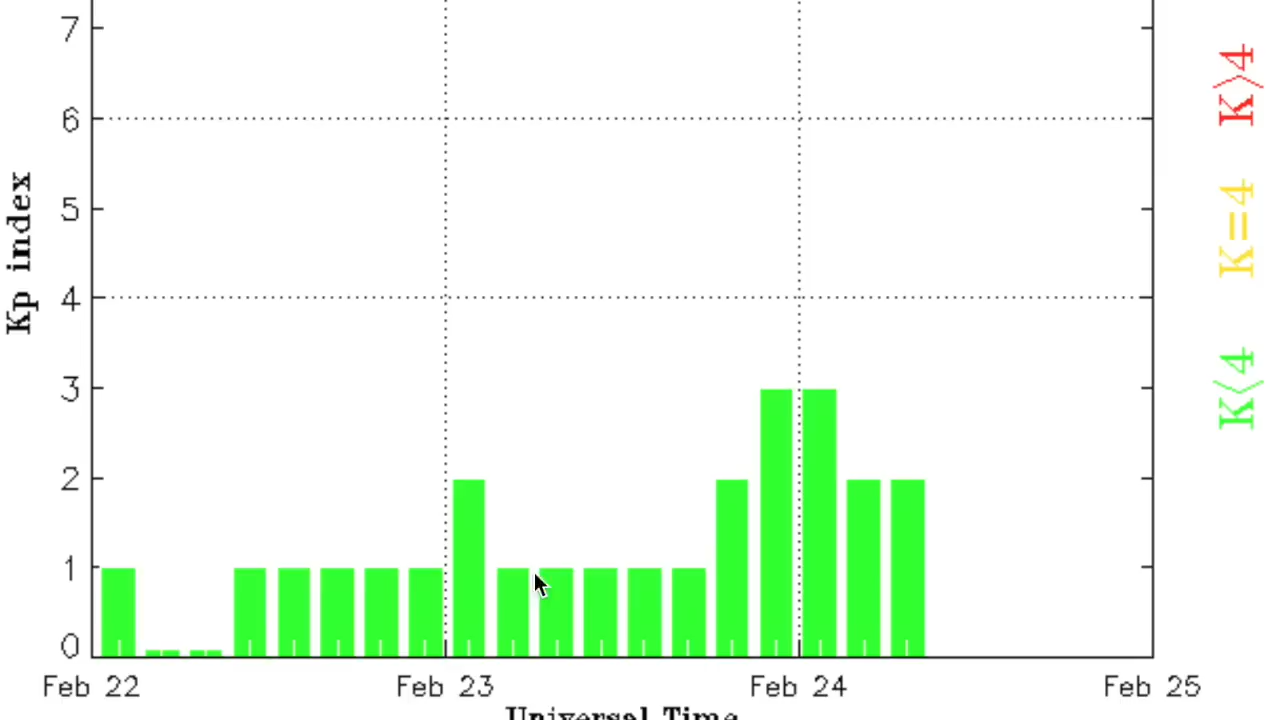 7
6
5
4
3
2
1
0
Kp index
Feb 22
Feb 23
Feb 24
Feb 25
Universal Time
K>4
K=4
K<4